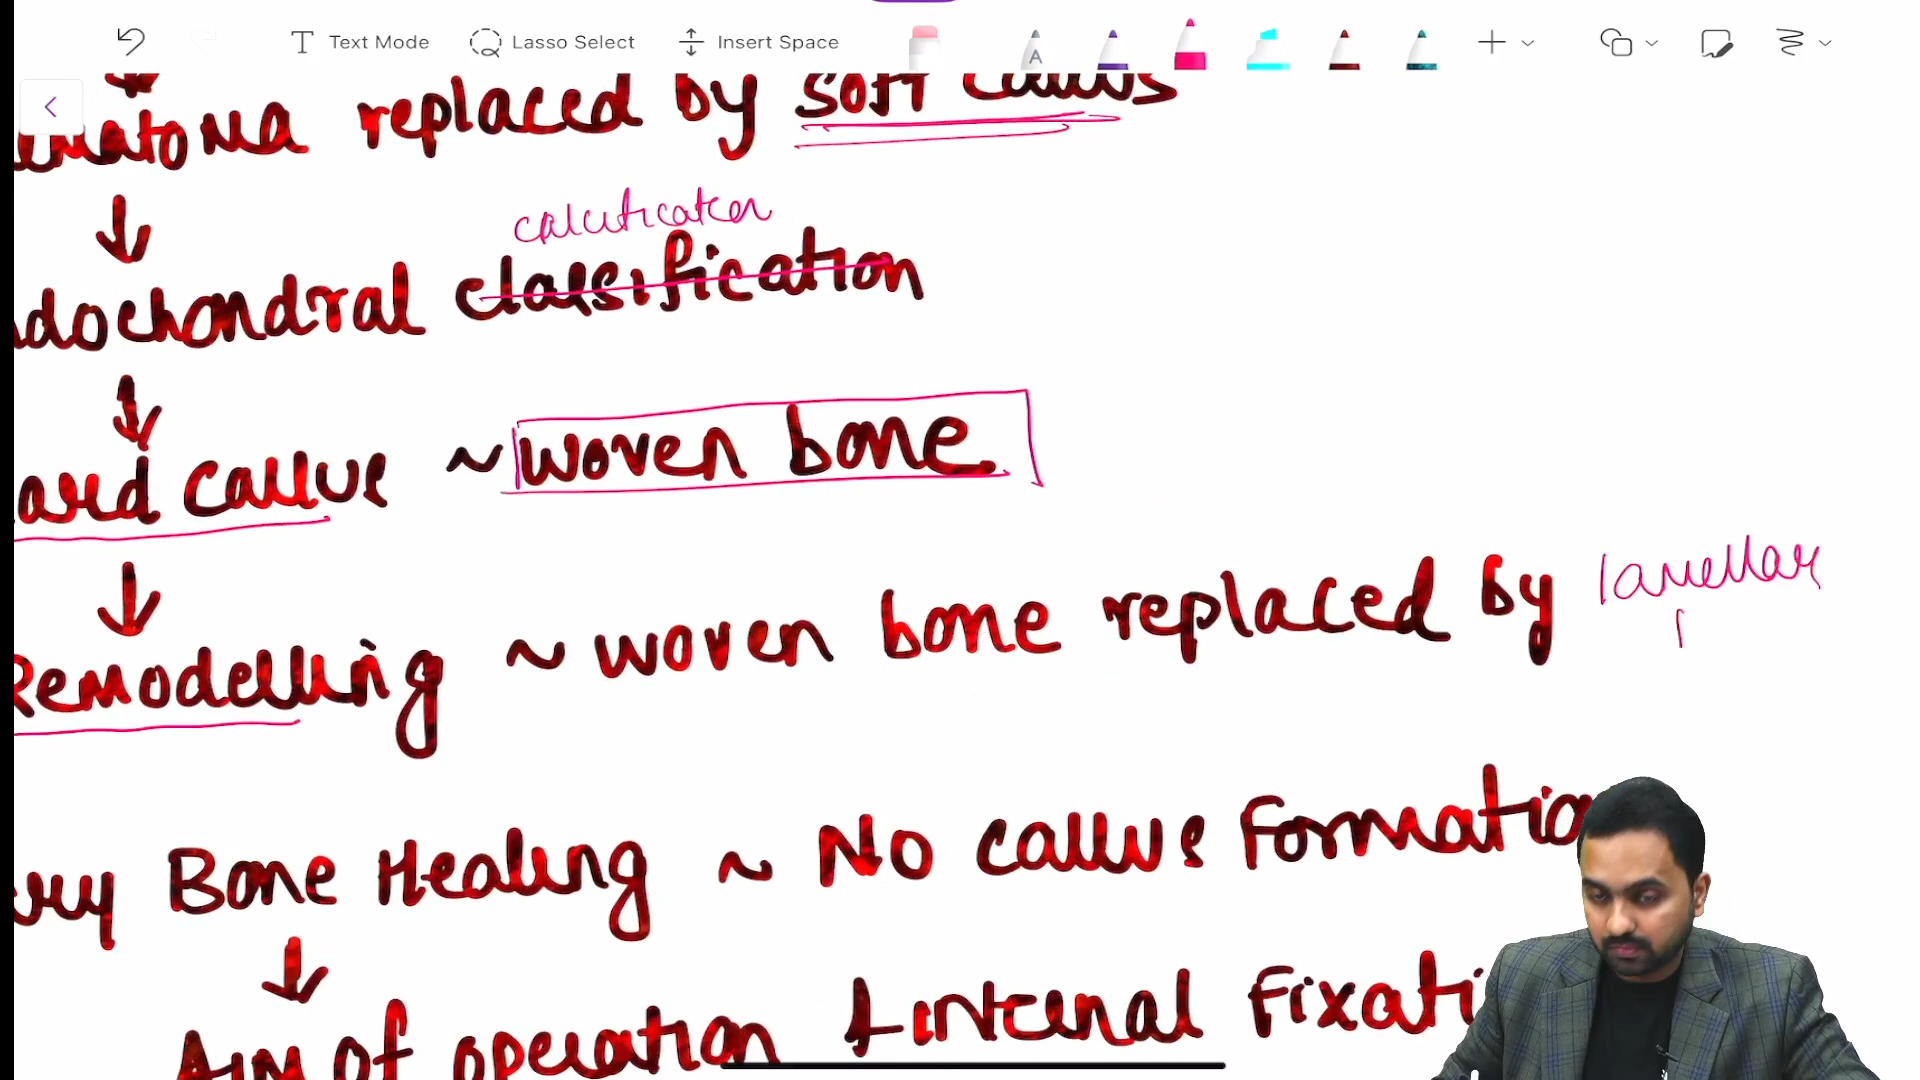 Text Mode Lasso Select Insert Space
A
ematoma replaced by soft callus
calcification
dochondral classification
ard callus ~ woven bone
Remodelling ~ woven bone replaced by lamellar
Bone Healing ~ No callus Formatio
Aim of operation Internal Fixati